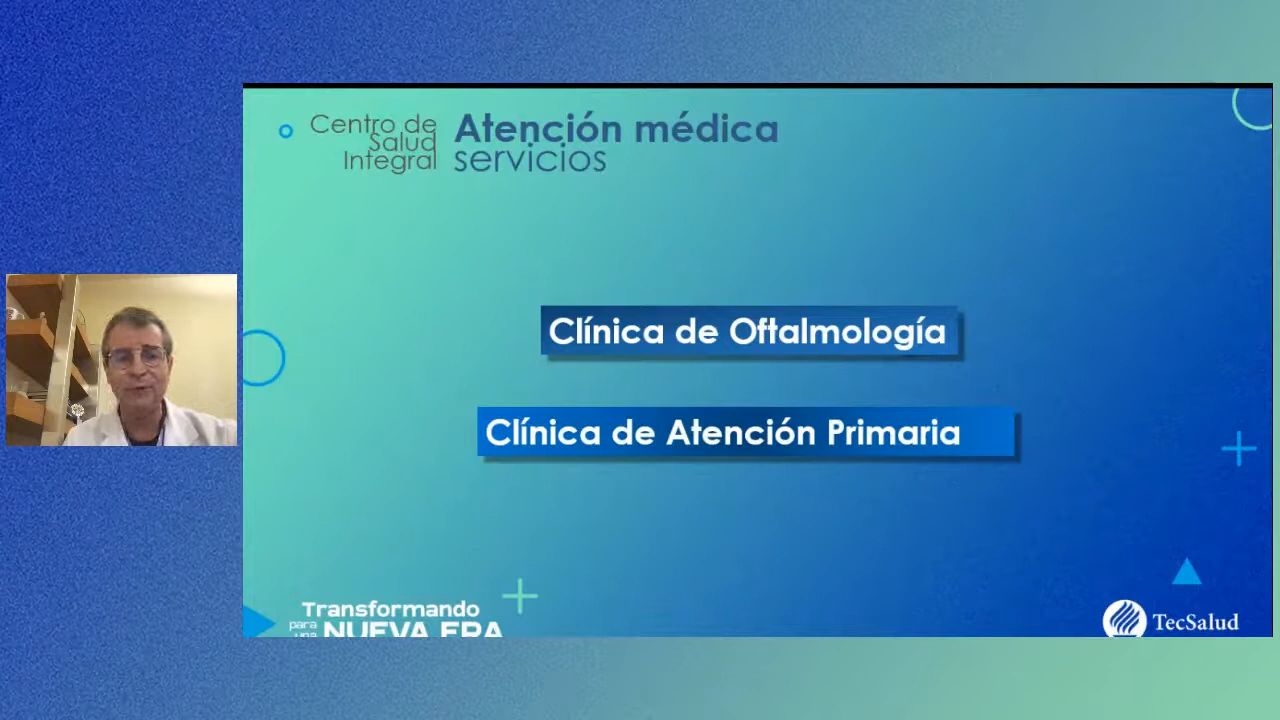 Centro de
Salud
Integral
Atención médica
servicios
Clínica de Oftalmología
Clínica de Atención Primaria
Transformando
para
una
NUEVA ERA
TecSalud